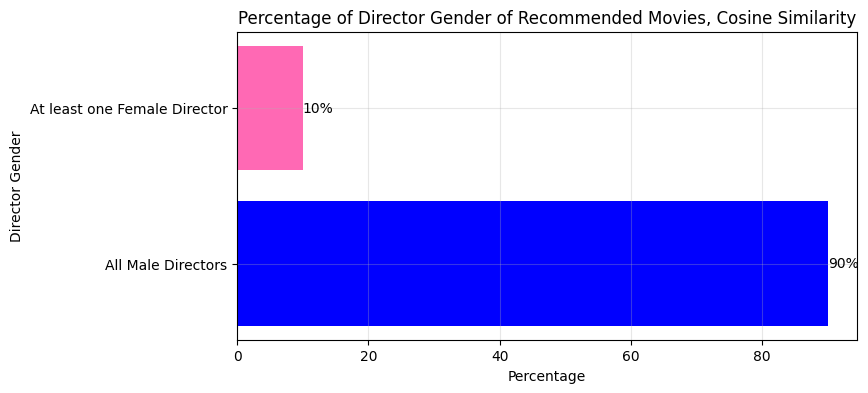 Percentage of Director Gender of Recommended Movies, Cosine Similarity
Director Gender
At least one Female Director
10%
All Male Directors
90%
0 20 40 60 80
Percentage